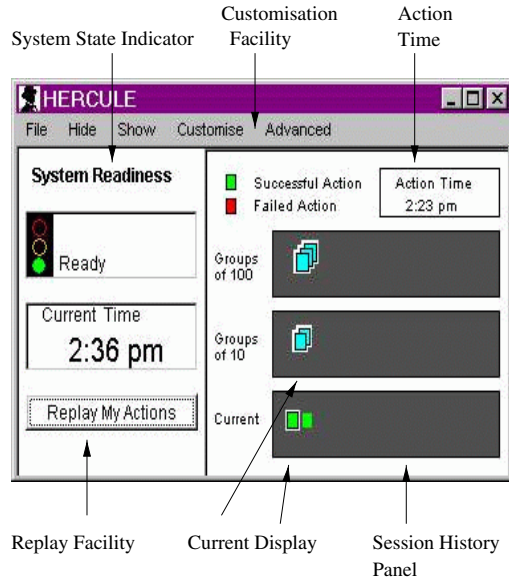 Customisation
Facility
Action
Time
System State Indicator
HERCULE
File Hide Show Customise Advanced
System Readiness
Ready
Current Time
2:36 pm
Replay My Actions
Successful Action
Failed Action
Action Time
2:23 pm
Groups
of 100
Groups
of 10
Current
Replay Facility
Current Display
Session History
Panel